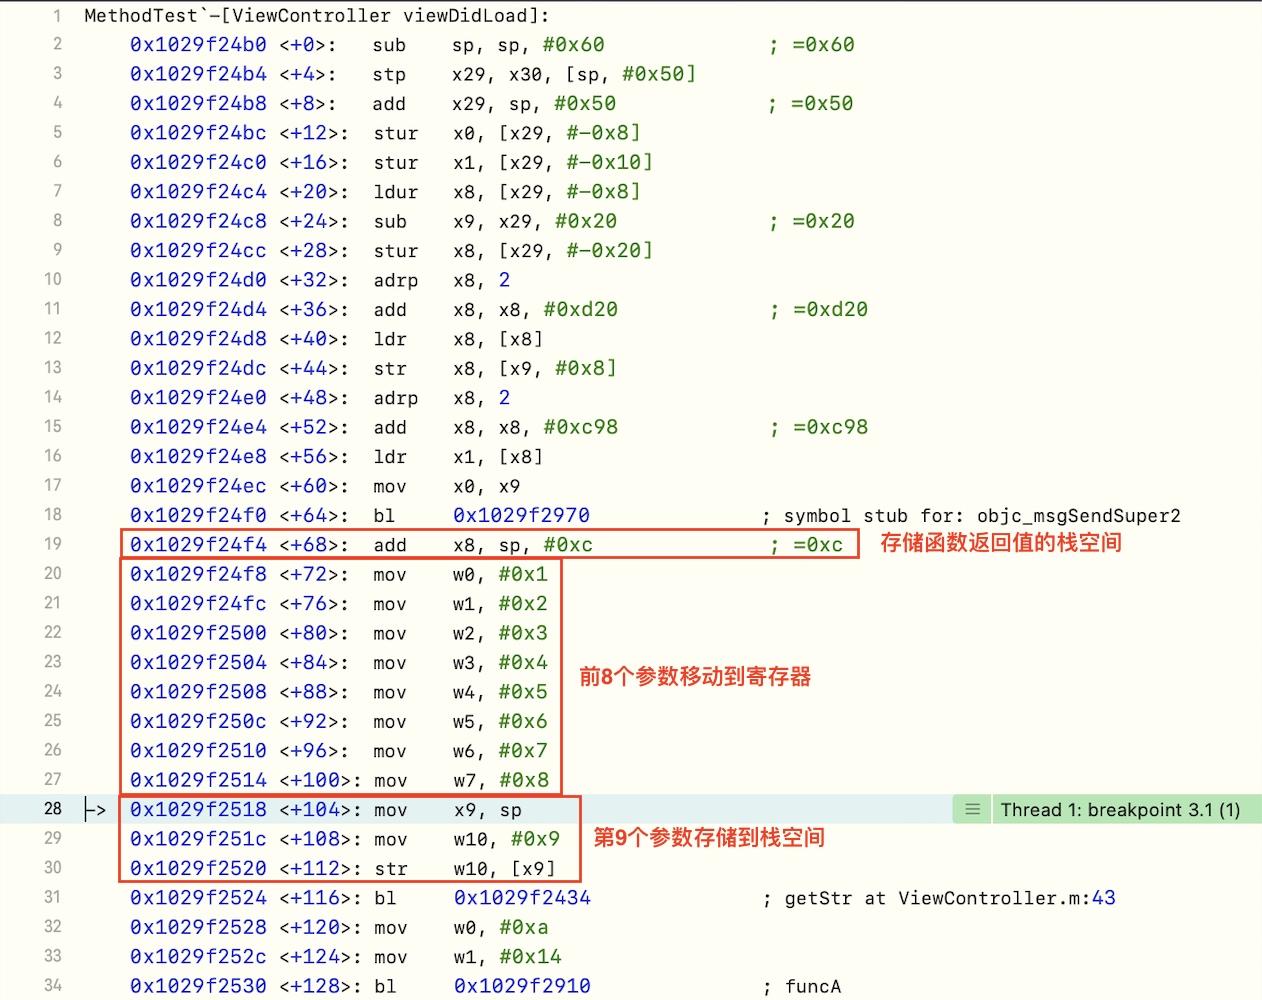 1 MethodTest`-[ViewController viewDidLoad]:
2 0x1029f24b0 <+0>: sub sp, sp, #0x60 ; =0x60
3 0x1029f24b4 <+4>: stp x29, x30, [sp, #0x50]
4 0x1029f24b8 <+8>: add x29, sp, #0x50 ; =0x50
5 0x1029f24bc <+12>: stur x0, [x29, #-0x8]
6 0x1029f24c0 <+16>: stur x1, [x29, #-0x10]
7 0x1029f24c4 <+20>: ldur x8, [x29, #-0x8]
8 0x1029f24c8 <+24>: sub x9, x29, #0x20 ; =0x20
9 0x1029f24cc <+28>: stur x8, [x29, #-0x20]
10 0x1029f24d0 <+32>: adrp x8, 2
11 0x1029f24d4 <+36>: add x8, x8, #0xd20 ; =0xd20
12 0x1029f24d8 <+40>: ldr x8, [x8]
13 0x1029f24dc <+44>: str x8, [x9, #0x8]
14 0x1029f24e0 <+48>: adrp x8, 2
15 0x1029f24e4 <+52>: add x8, x8, #0xc98 ; =0xc98
16 0x1029f24e8 <+56>: ldr x1, [x8]
17 0x1029f24ec <+60>: mov x0, x9
18 0x1029f24f0 <+64>: bl 0x1029f2970 ; symbol stub for: objc_msgSendSuper2
19 0x1029f24f4 <+68>: add x8, sp, #0xc ; =0xc 存储函数返回值的栈空间
20 0x1029f24f8 <+72>: mov w0, #0x1
21 0x1029f24fc <+76>: mov w1, #0x2
22 0x1029f2500 <+80>: mov w2, #0x3
23 0x1029f2504 <+84>: mov w3, #0x4
前8个参数移动到寄存器
24 0x1029f2508 <+88>: mov w4, #0x5
25 0x1029f250c <+92>: mov w5, #0x6
26 0x1029f2510 <+96>: mov w6, #0x7
27 0x1029f2514 <+100>: mov w7, #0x8
28 -> 0x1029f2518 <+104>: mov x9, sp Thread 1: breakpoint 3.1 (1)
29 0x1029f251c <+108>: mov w10, #0x9 第9个参数存储到栈空间
30 0x1029f2520 <+112>: str w10, [x9]
31 0x1029f2524 <+116>: bl 0x1029f2434 ; getStr at ViewController.m:43
32 0x1029f2528 <+120>: mov w0, #0xa
33 0x1029f252c <+124>: mov w1, #0x14
34 0x1029f2530 <+128>: bl 0x1029f2910 ; funcA